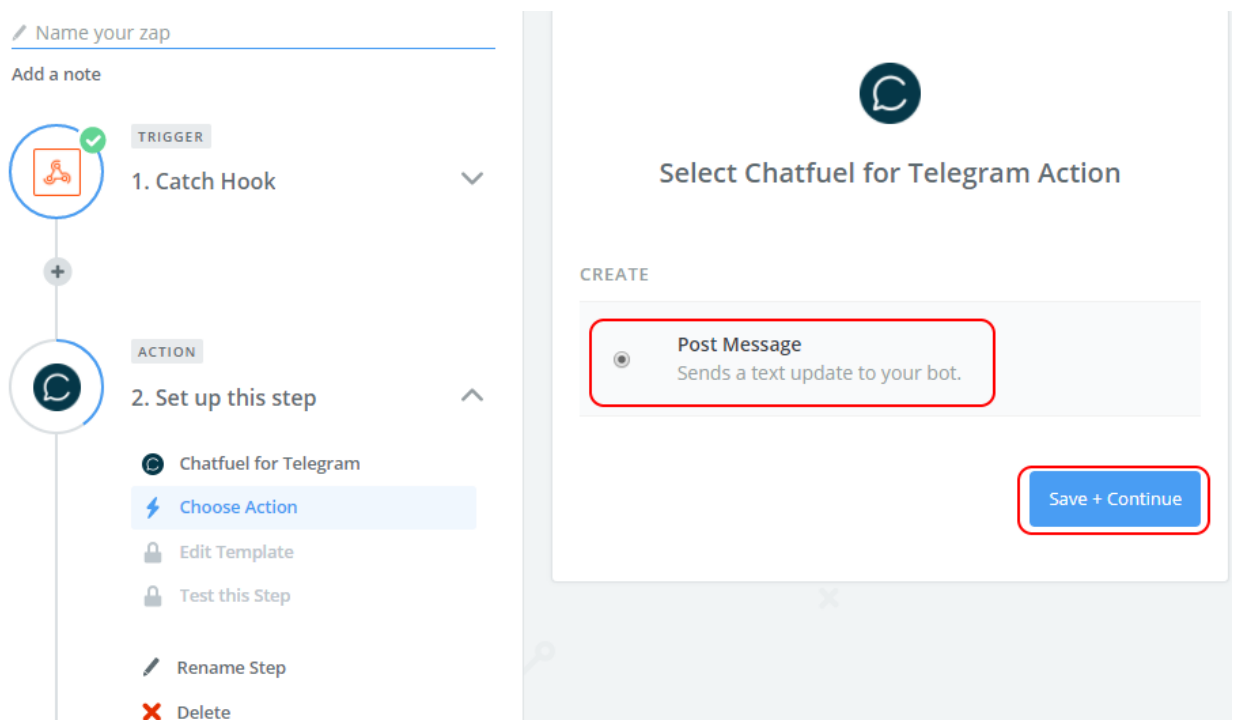 Name your zap
Add a note
TRIGGER
1. Catch Hook
ACTION
2. Set up this step
Chatfuel for Telegram
Choose Action
Edit Template
Test this Step
Rename Step
Delete
Select Chatfuel for Telegram Action
CREATE
Post Message
Sends a text update to your bot.
Save + Continue